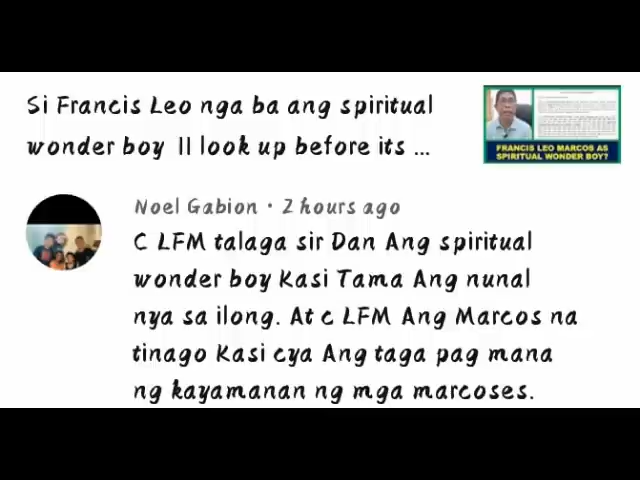 Si Francis Leo nga ba ang spiritual
wonder boy II look up before its ...
FRANCIS LEO MARCOS AS
SPIRITUAL WONDER BOY?
Noel Gabion • 2 hours ago
C LFM talaga sir Dan Ang spiritual
wonder boy Kasi Tama Ang nunal
nya sa ilong. At c LFM Ang Marcos na
tinago Kasi cya Ang taga pag mana
ng kayamanan ng mga marcoses.